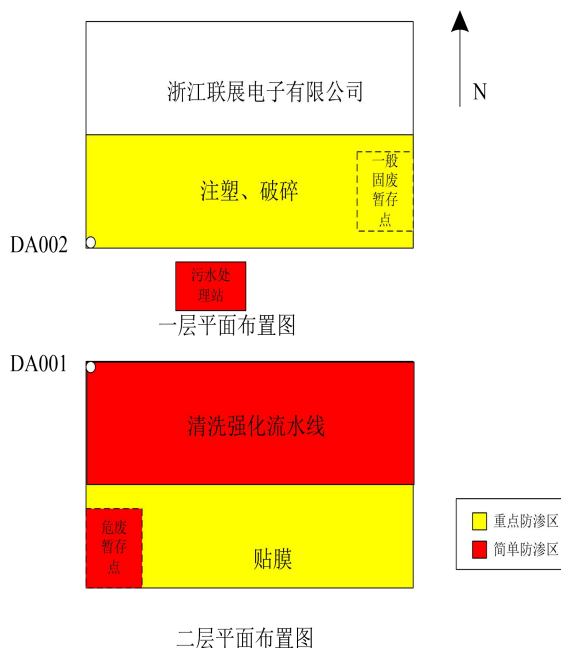 浙江联展电子有限公司
N
一般
固废
暂存
点
注塑、破碎
DA002
污水处
理站
一层平面布置图
DA001
清洗强化流水线
危废
暂存
点
贴膜
重点防渗区
简单防渗区
二层平面布置图